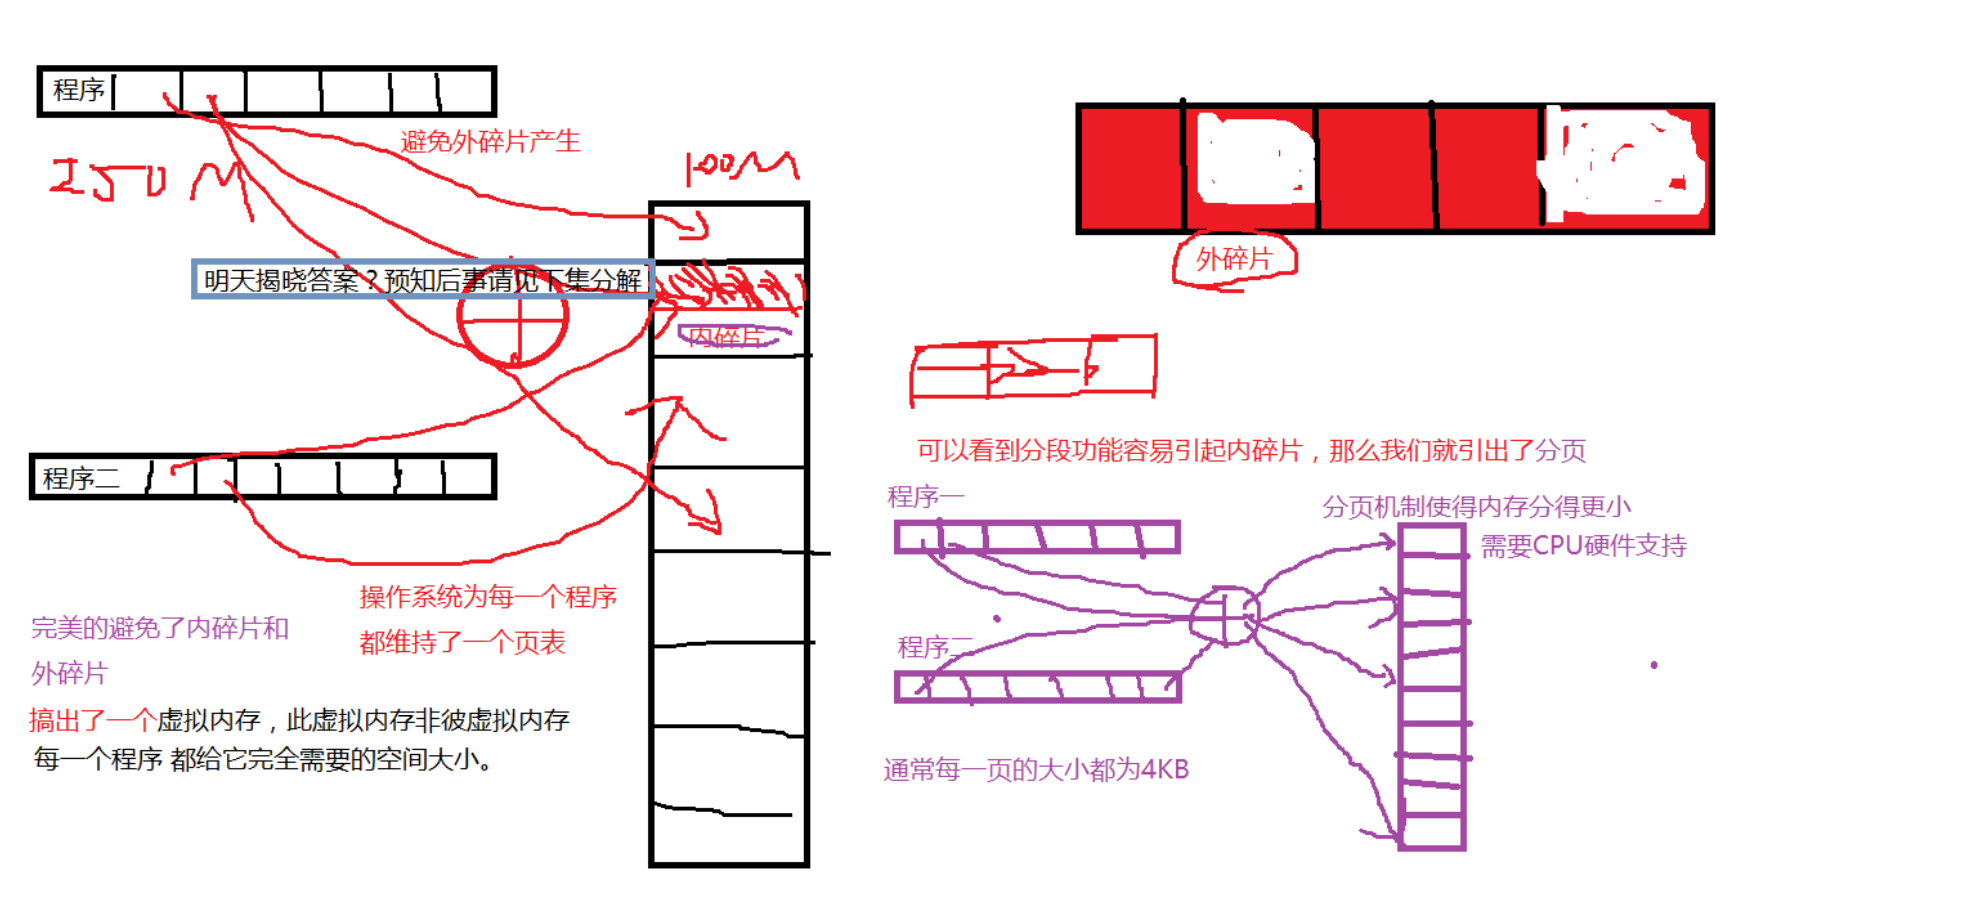 程序
避免外碎片产生
250M
100M
明天揭晓答案？预知后事请见下集分解
内碎片
程序二
操作系统为每一个程序
都维持了一个页表
完美的避免了内碎片和
外碎片
搞出了一个虚拟内存，此虚拟内存非彼虚拟内存
每一个程序 都给它完全需要的空间大小。
外碎片
可以看到分段功能容易引起内碎片，那么我们就引出了分页
程序一
分页机制使得内存分得更小
需要CPU硬件支持
程序二
通常每一页的大小都为4KB